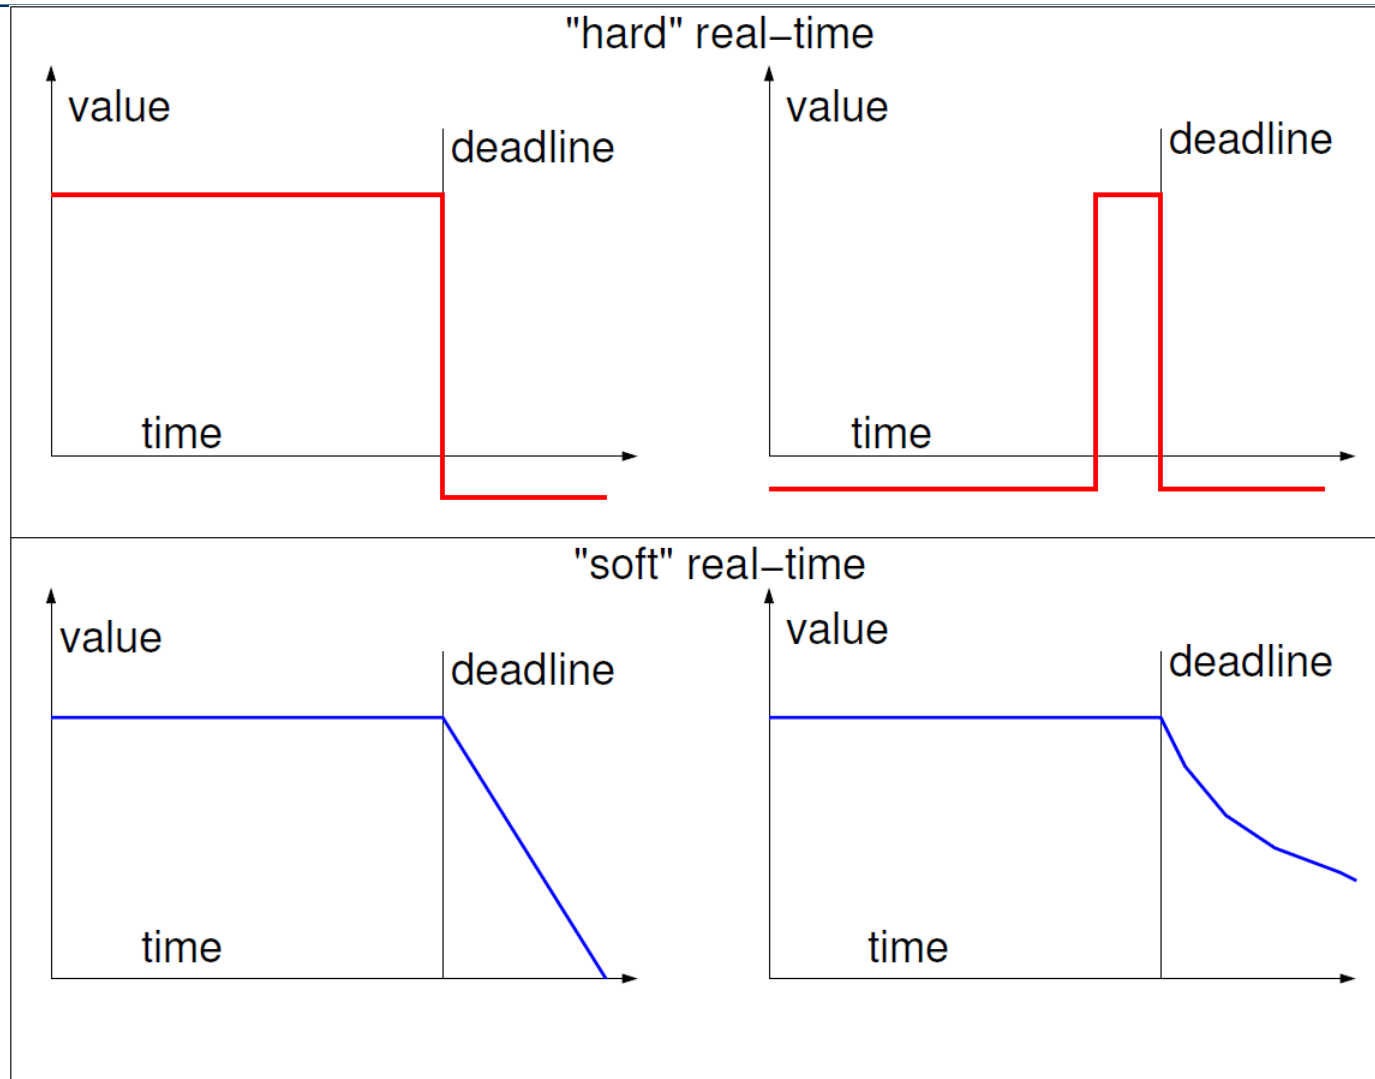 "hard" real-time
value
deadline
time
value
deadline
time
"soft" real-time
value
deadline
time
value
deadline
time